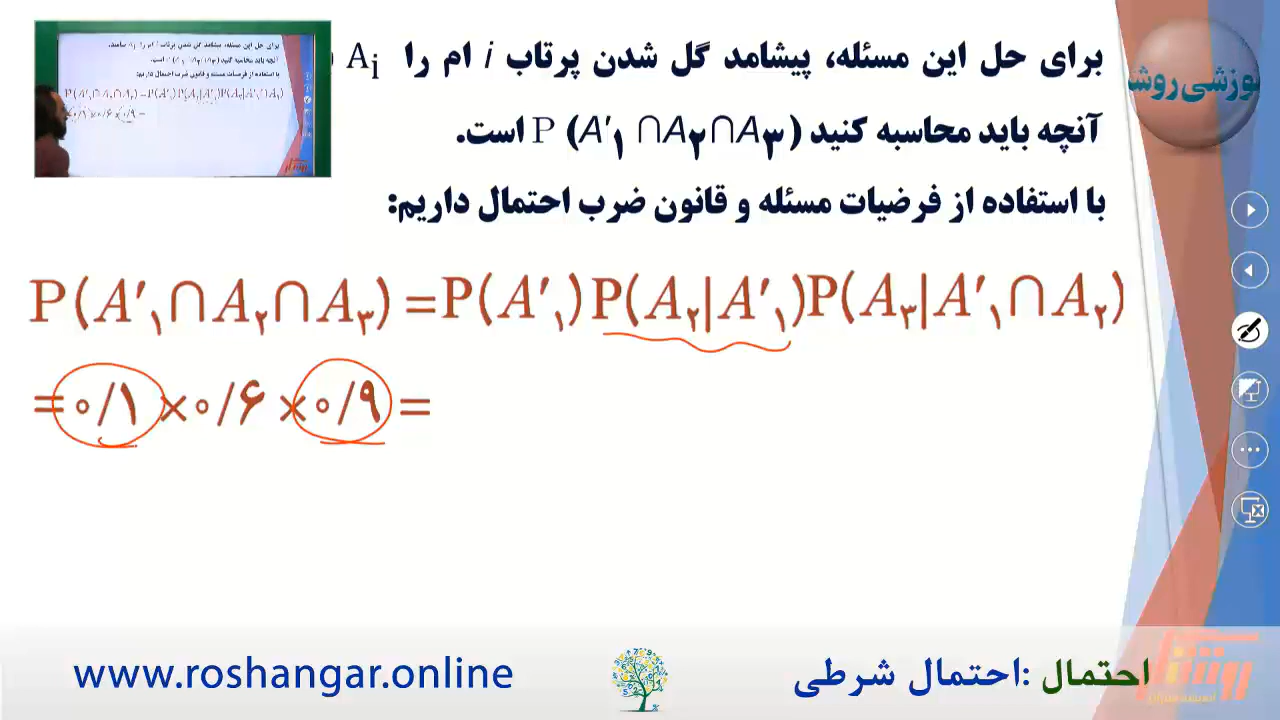 برای حل این مسئله، پیشامد گل شدن پرتاب i ام را A<sub>i</sub>
آنچه باید محاسبه کنید P (A′۱ ∩A۲∩A۳) است.
با استفاده از فرضیات مسئله و قانون ضرب احتمال داریم:
P(A′۱∩A۲∩A۳) =P(A′۱)P(A۲|A′۱)P(A۳|A′۱∩A۲)
=۰/۱×۰/۶×۰/۹=
www.roshangar.online
احتمال :احتمال شرطی